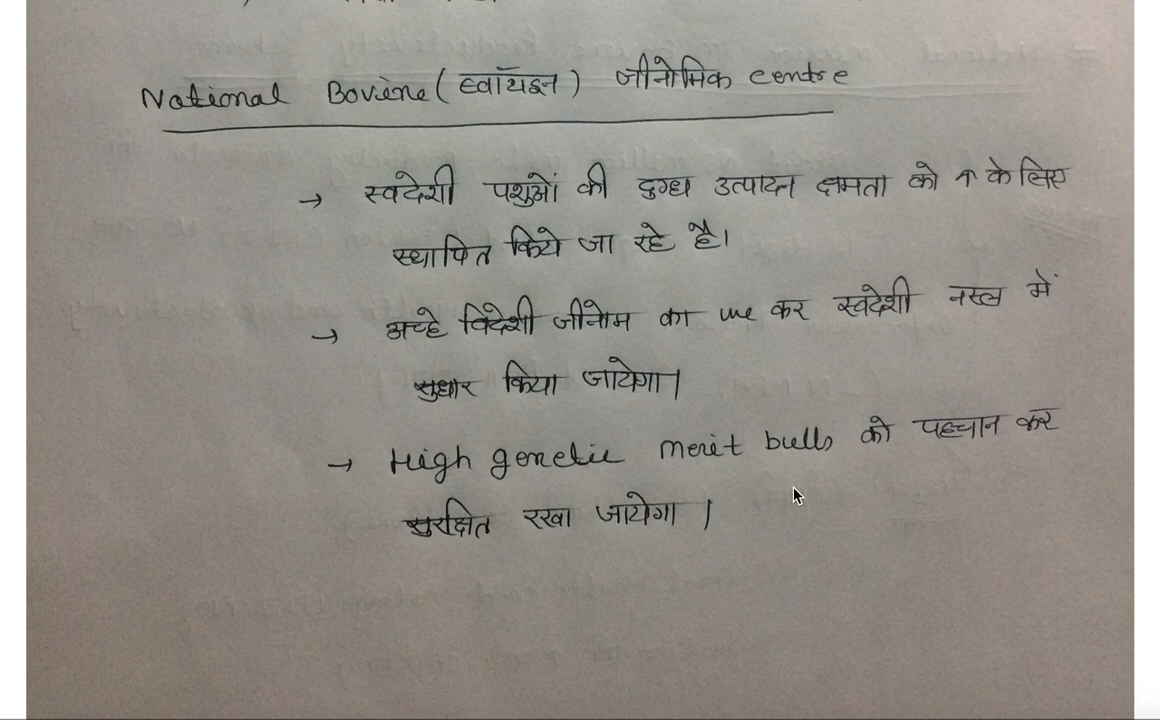 National Bovine (ब्वॉयइन) जीनोमिक centre
→ स्वदेशी पशुओं की दुग्ध उत्पादन क्षमता को ↑ के लिए
स्थापित किये जा रहे है।
→ अच्छे विदेशी जीनोम का use कर स्वदेशी नस्ल में
सुधार किया जायेगा।
→ High genetic merit bulls को पहचान कर
सुरक्षित रखा जायेगा।